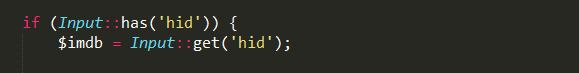 if (Input::has('hid')) {
$imdb = Input::get('hid');